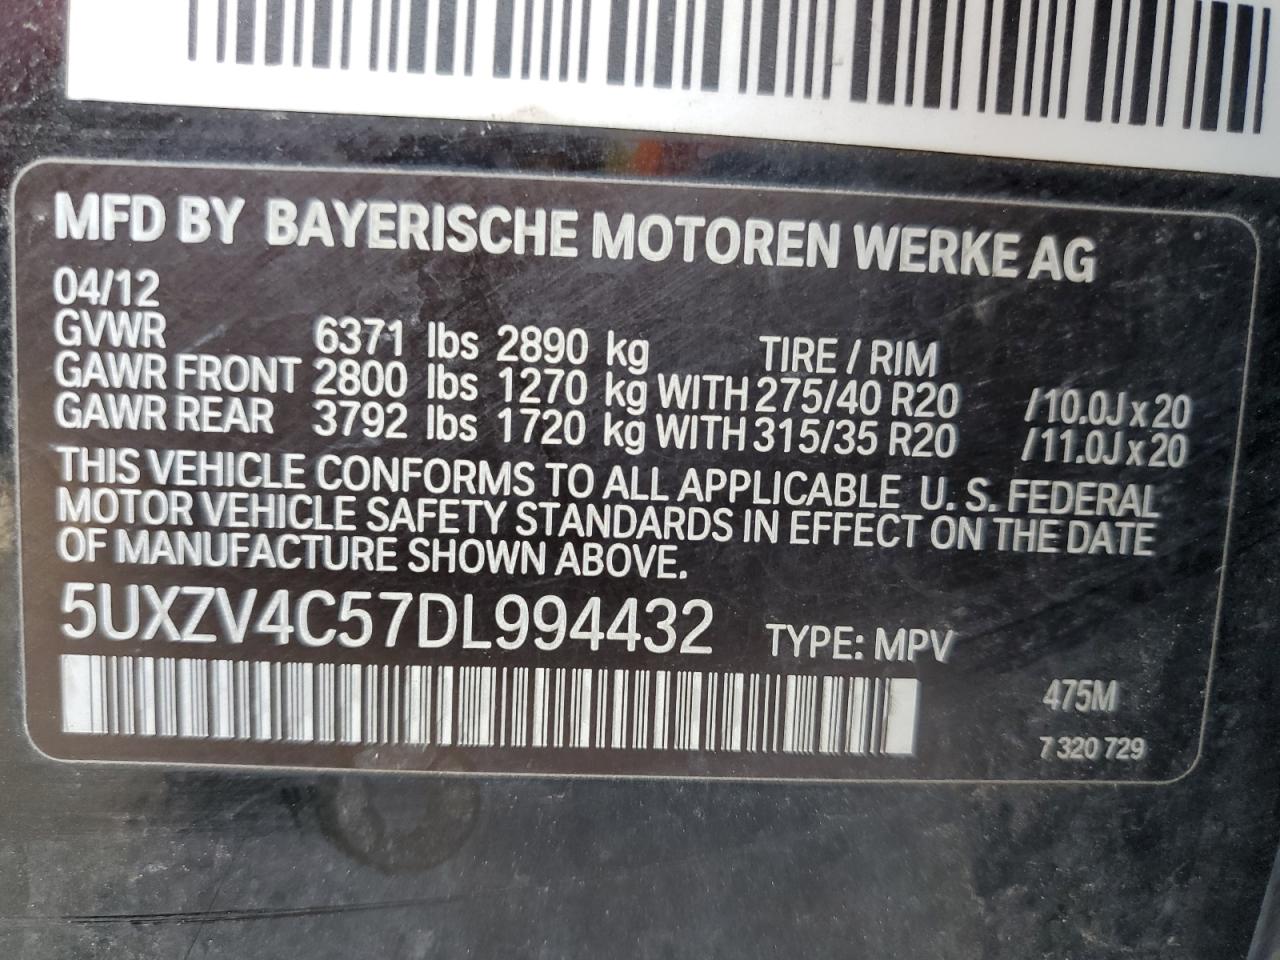 MFD BY BAYERISCHE MOTOREN WERKE AG
04/12
GVWR 6371 lbs 2890 kg TIRE / RIM
GAWR FRONT 2800 lbs 1270 kg WITH 275/40 R20 /10.0J x 20
GAWR REAR 3792 lbs 1720 kg WITH 315/35 R20 /11.0J x 20
THIS VEHICLE CONFORMS TO ALL APPLICABLE U. S. FEDERAL
MOTOR VEHICLE SAFETY STANDARDS IN EFFECT ON THE DATE
OF MANUFACTURE SHOWN ABOVE.
5UXZV4C57DL994432 TYPE: MPV
475M
7 320 729